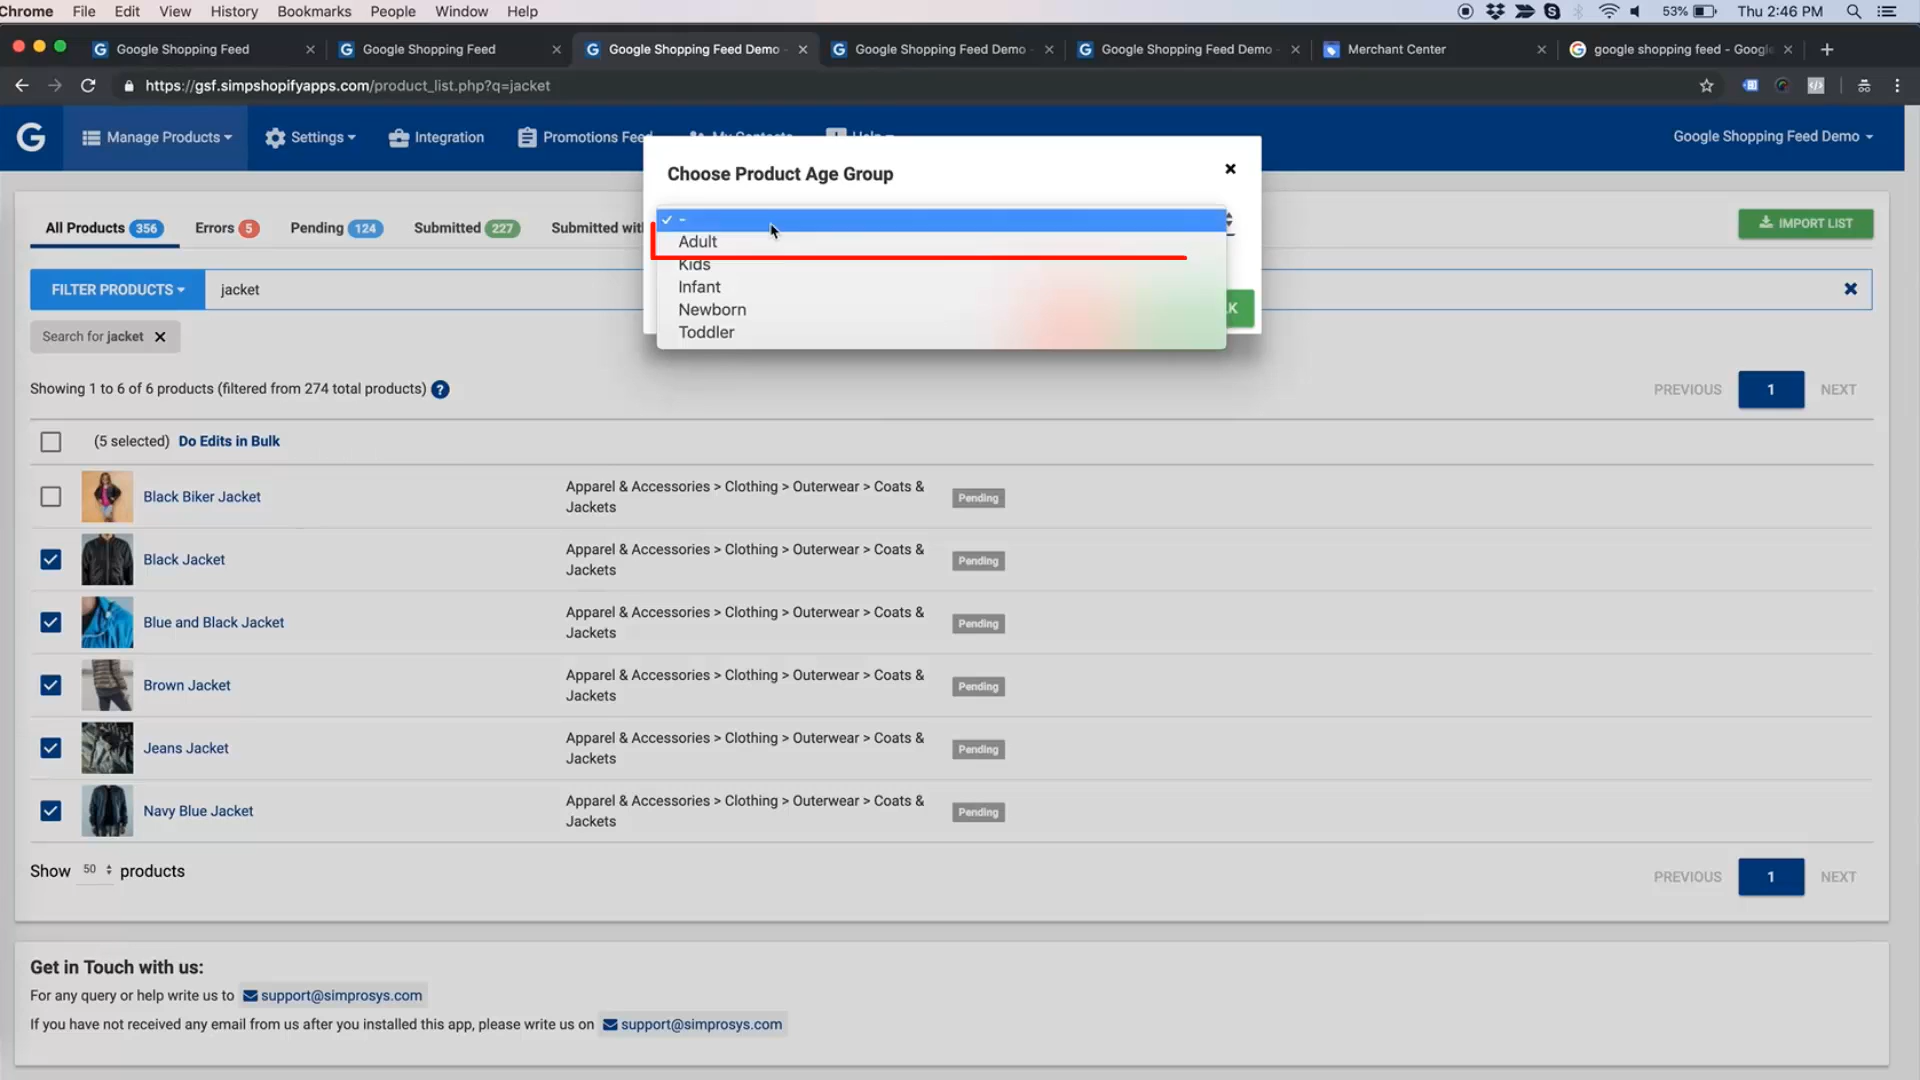 Chrome File Edit View History Bookmarks People Window Help 53% Thu 2:46 PM
Google Shopping Feed Google Shopping Feed Google Shopping Feed Demo - Google Shopping Feed Demo - Google Shopping Feed Demo - Merchant Center google shopping feed - Google
https://gsf.simpshopifyapps.com/product_list.php?q=jacket
G Manage Products Settings Integration Promotions Feed My Contests Help Google Shopping Feed Demo
Choose Product Age Group
All Products 356 Errors 5 Pending 124 Submitted 227 Submitted wit IMPORT LIST
-
Adult
Kids
Infant
Newborn
Toddler
K
FILTER PRODUCTS jacket
Search for jacket
Showing 1 to 6 of 6 products (filtered from 274 total products) ? PREVIOUS 1 NEXT
(5 selected) Do Edits in Bulk
Black Biker Jacket Apparel & Accessories > Clothing > Outerwear > Coats & Pending
Jackets
Black Jacket Apparel & Accessories > Clothing > Outerwear > Coats & Pending
Jackets
Blue and Black Jacket Apparel & Accessories > Clothing > Outerwear > Coats & Pending
Jackets
Brown Jacket Apparel & Accessories > Clothing > Outerwear > Coats & Pending
Jackets
Jeans Jacket Apparel & Accessories > Clothing > Outerwear > Coats & Pending
Jackets
Navy Blue Jacket Apparel & Accessories > Clothing > Outerwear > Coats & Pending
Jackets
Show 50 products PREVIOUS 1 NEXT
Get in Touch with us:
For any query or help write us to support@simprosys.com
If you have not received any email from us after you installed this app, please write us on support@simprosys.com